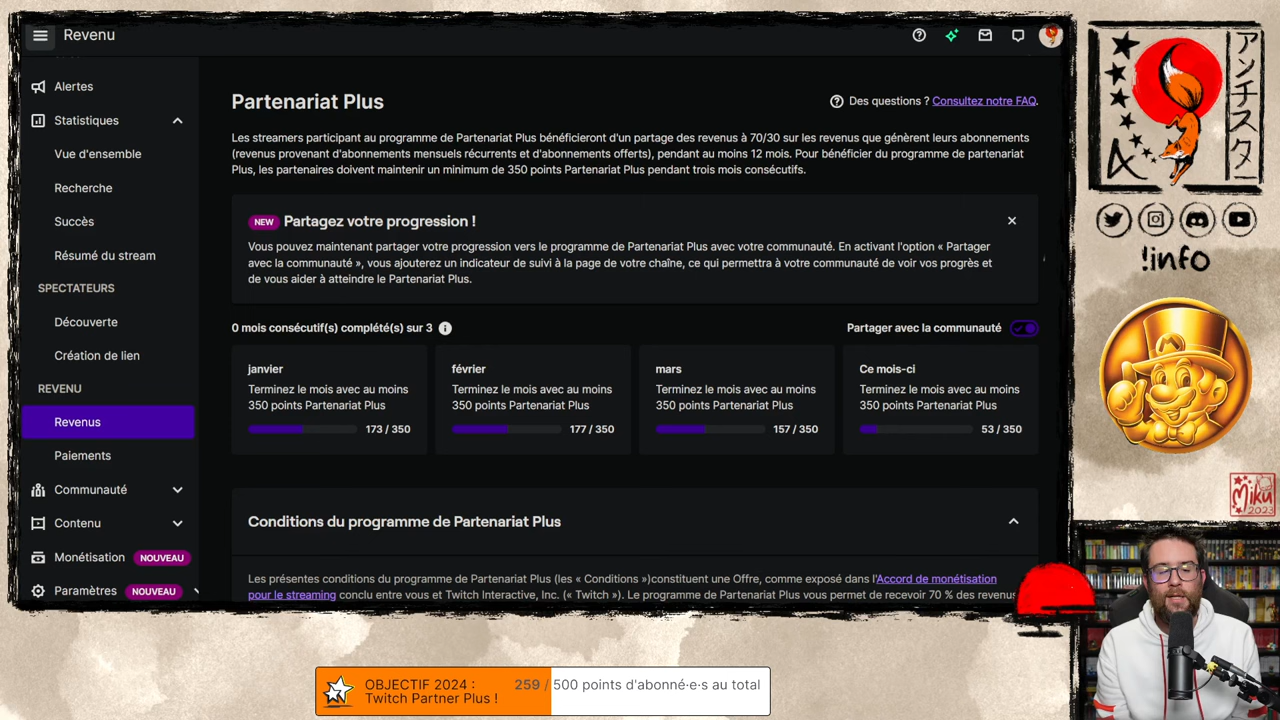 Revenu
Alertes
Statistiques
Vue d'ensemble
Recherche
Succès
Résumé du stream
SPECTATEURS
Découverte
Création de lien
REVENU
Revenus
Paiements
Communauté
Contenu
Monétisation NOUVEAU
Paramètres NOUVEAU
Partenariat Plus
Des questions ? Consultez notre FAQ.
Les streamers participant au programme de Partenariat Plus bénéficieront d'un partage des revenus à 70/30 sur les revenus que génèrent leurs abonnements
(revenus provenant d'abonnements mensuels récurrents et d'abonnements offerts), pendant au moins 12 mois. Pour bénéficier du programme de partenariat
Plus, les partenaires doivent maintenir un minimum de 350 points Partenariat Plus pendant trois mois consécutifs.
NEW Partagez votre progression !
Vous pouvez maintenant partager votre progression vers le programme de Partenariat Plus avec votre communauté. En activant l'option « Partager
avec la communauté », vous ajouterez un indicateur de suivi à la page de votre chaîne, ce qui permettra à votre communauté de voir vos progrès et
de vous aider à atteindre le Partenariat Plus.
0 mois consécutif(s) complété(s) sur 3
Partager avec la communauté
janvier
Terminez le mois avec au moins
350 points Partenariat Plus
173 / 350
février
Terminez le mois avec au moins
350 points Partenariat Plus
177 / 350
mars
Terminez le mois avec au moins
350 points Partenariat Plus
157 / 350
Ce mois-ci
Terminez le mois avec au moins
350 points Partenariat Plus
53 / 350
Conditions du programme de Partenariat Plus
Les présentes conditions du programme de Partenariat Plus (les « Conditions »)constituent une Offre, comme exposé dans l'Accord de monétisation
pour le streaming conclu entre vous et Twitch Interactive, Inc. (« Twitch »). Le programme de Partenariat Plus vous permet de recevoir 70 % des revenus
アンチスター
!info
M
Miku
2023
OBJECTIF 2024 :
Twitch Partner Plus !
259 / 500 points d'abonné·e·s au total